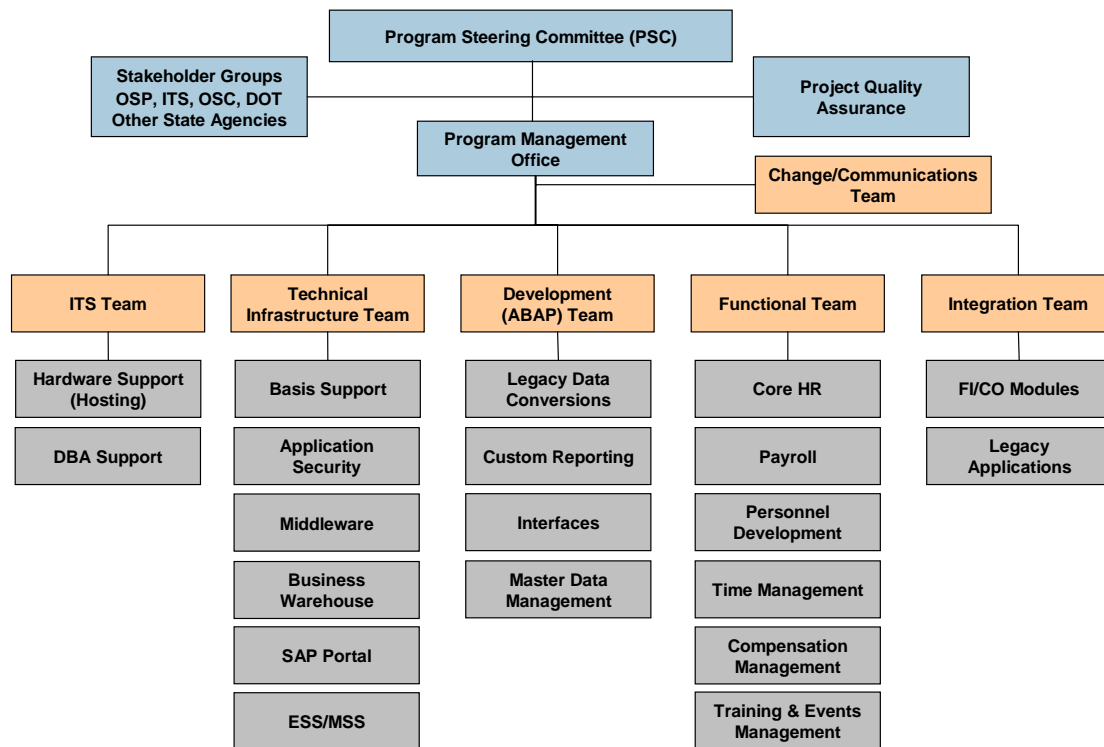 Program Steering Committee (PSC)
Stakeholder Groups
OSP, ITS, OSC, DOT
Other State Agencies
Project Quality
Assurance
Program Management
Office
Change/Communications
Team
ITS Team
Technical
Infrastructure Team
Development
(ABAP) Team
Functional Team
Integration Team
Hardware Support
(Hosting)
DBA Support
Basis Support
Application
Security
Middleware
Business
Warehouse
SAP Portal
ESS/MSS
Legacy Data
Conversions
Custom Reporting
Interfaces
Master Data
Management
Core HR
Payroll
Personnel
Development
Time Management
Compensation
Management
Training & Events
Management
FI/CO Modules
Legacy
Applications